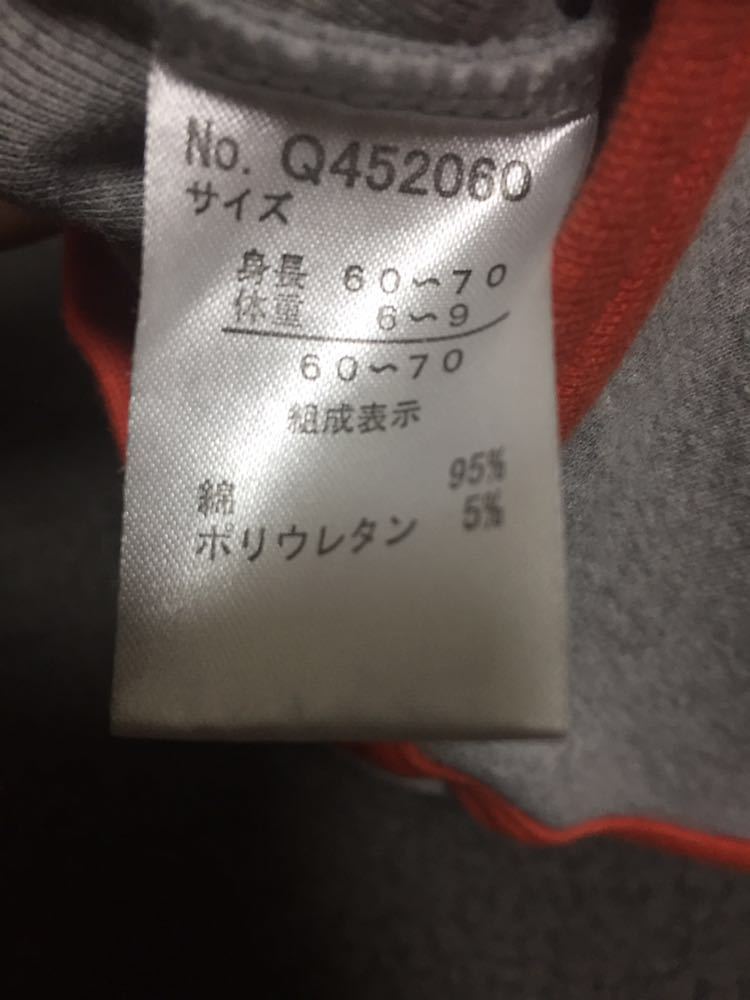 No. Q452060
サイズ
身長 60〜70
体重 6〜9
60〜70
組成表示
綿 95%
ポリウレタン 5%